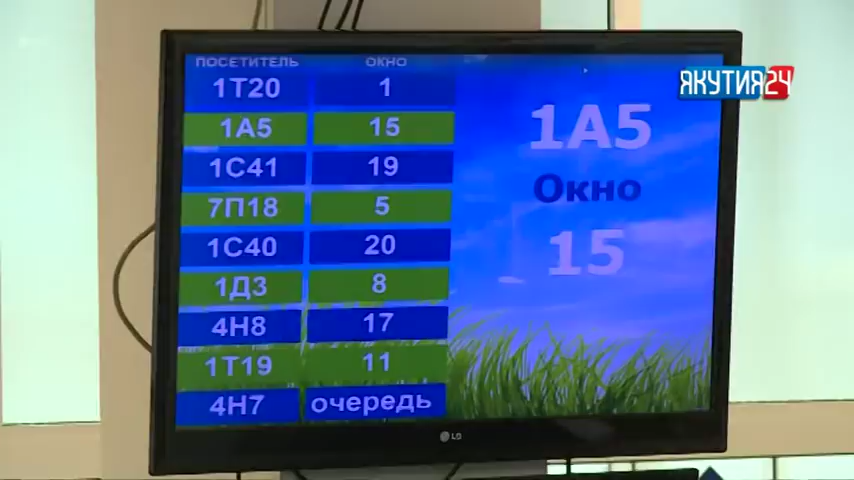 ПОСЕТИТЕЛЬ ОКНО
1Т20 1
1А5 15
1С41 19
7П18 5
1С40 20
1Д3 8
4Н8 17
1Т19 11
4Н7 очередь
1А5
Окно
15
ЯКУТИЯ24
LG